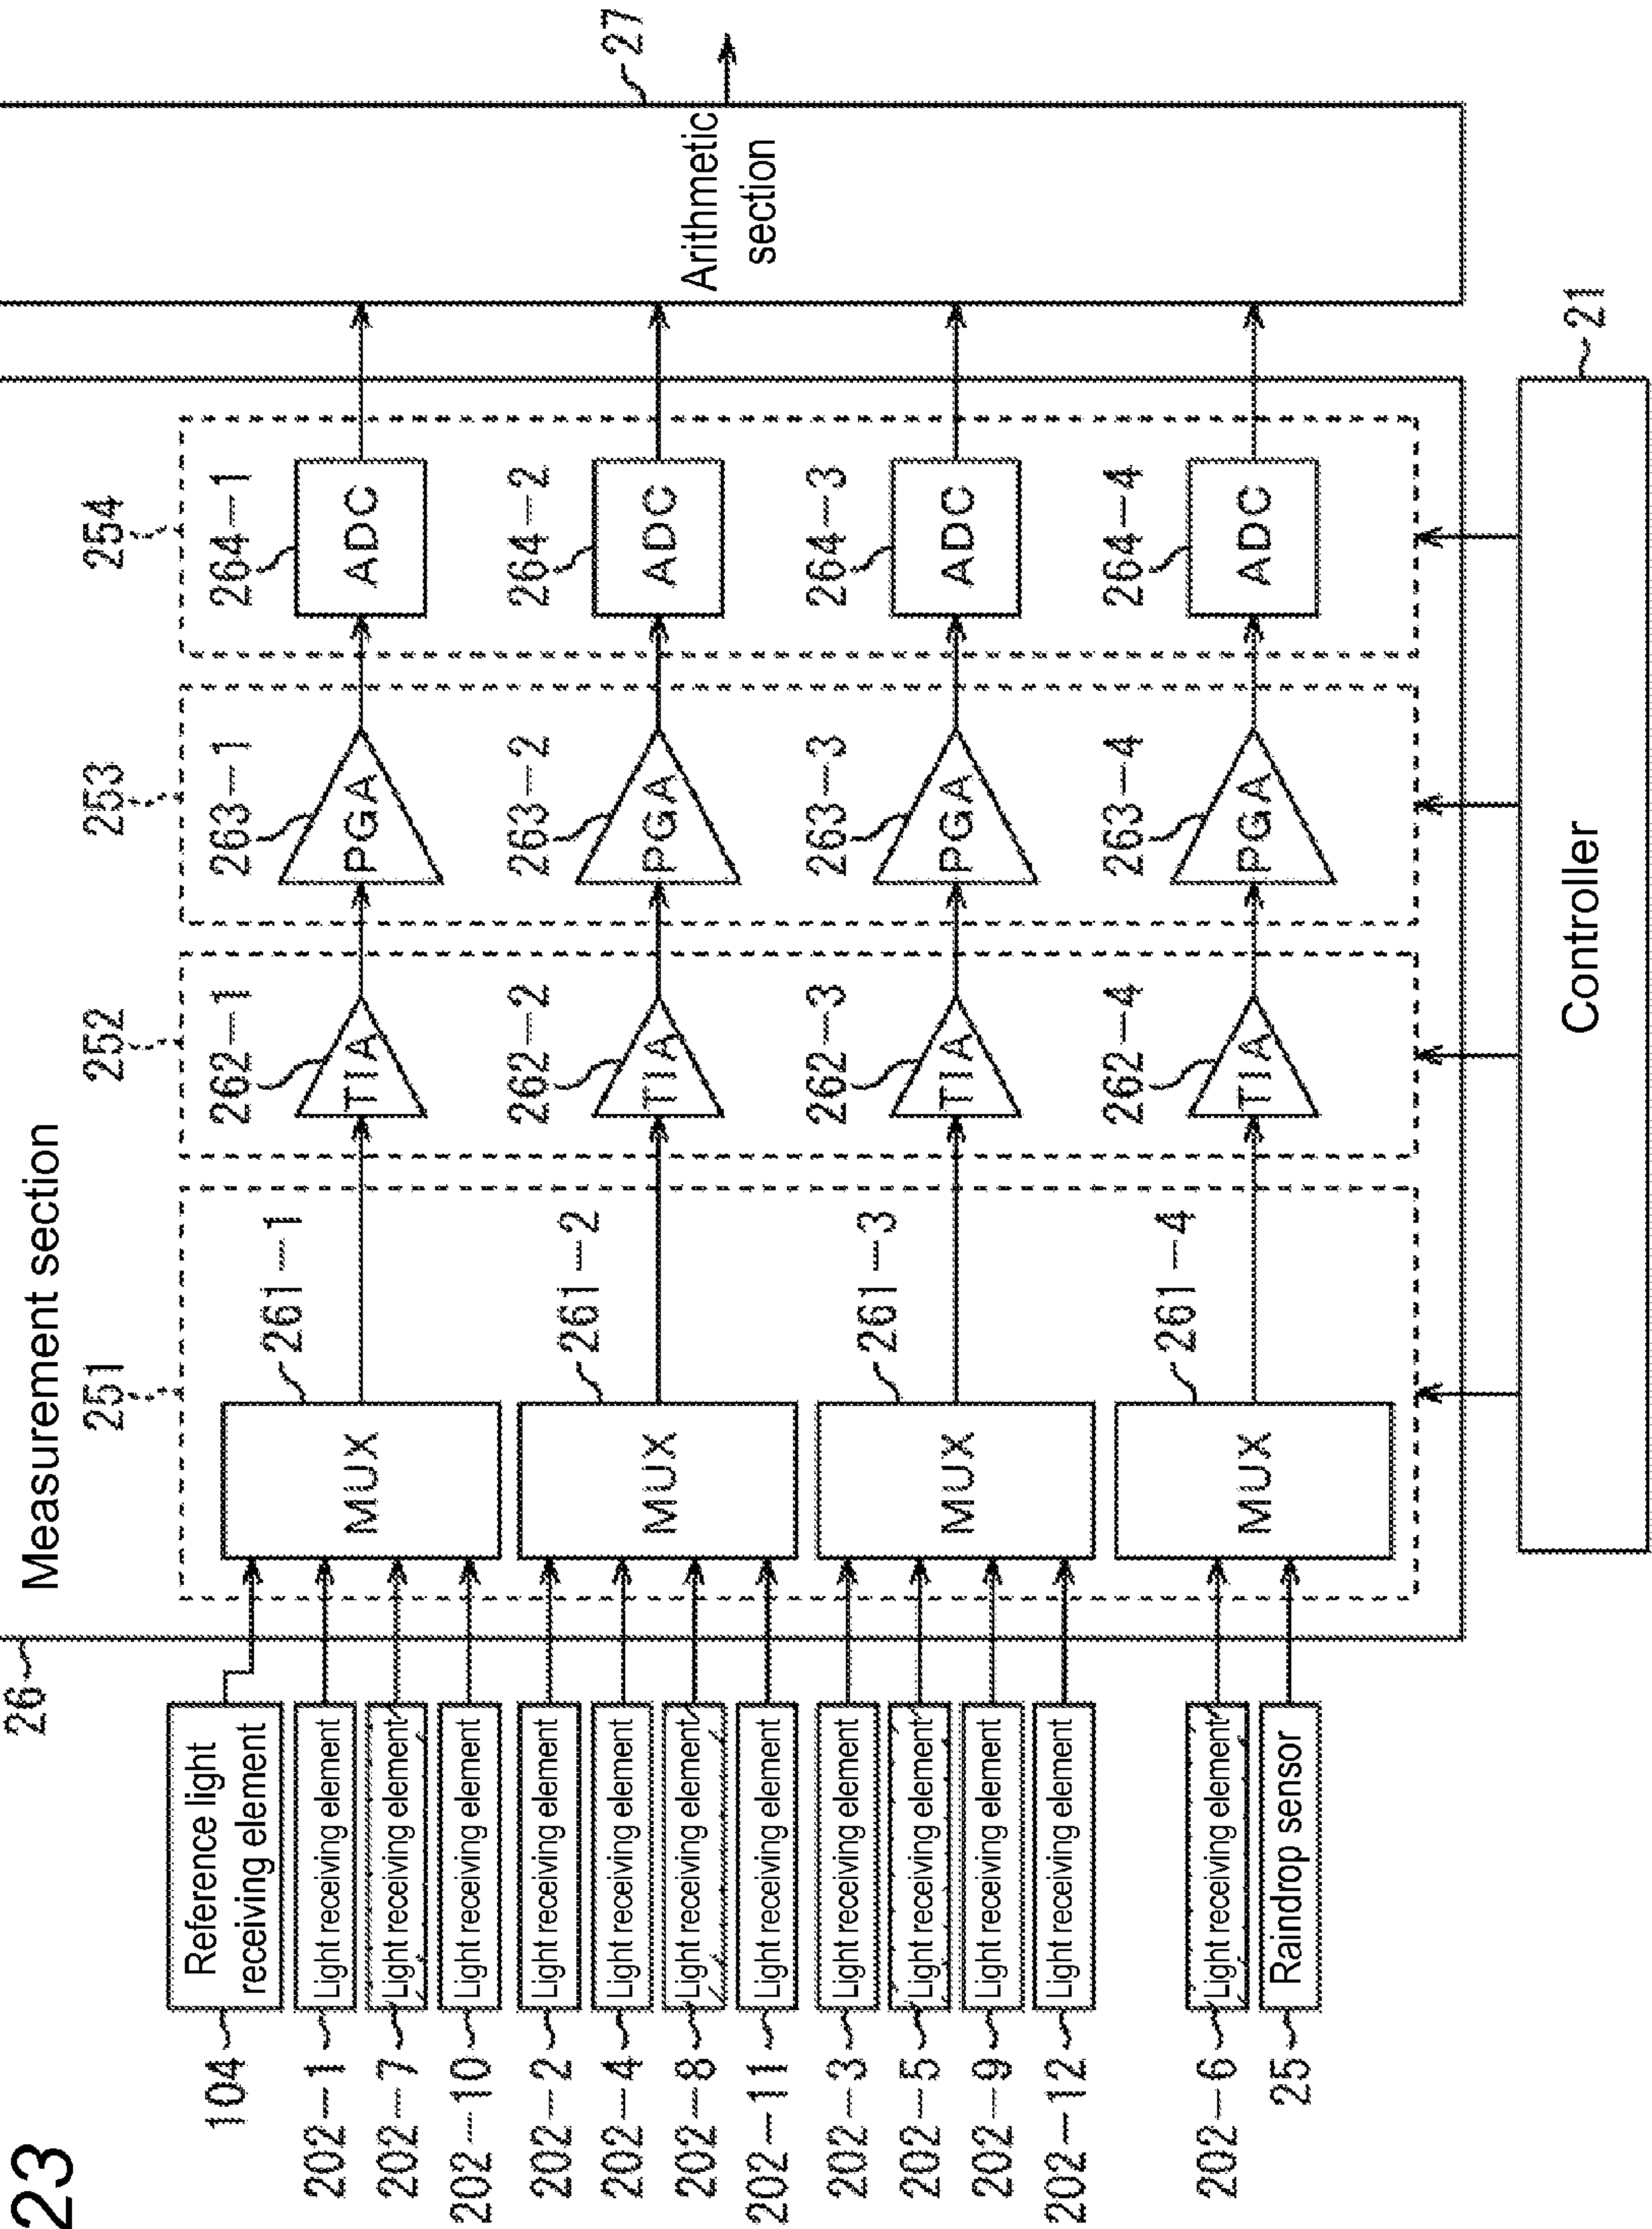 23
26
Measurement section
251
252
253
254
27
104
Reference light
receiving element
202-1
Light receiving element
202-7
Light receiving element
202-10
Light receiving element
MUX
261-1
262-1
TIA
263-1
PGA
264-1
ADC
202-2
Light receiving element
202-4
Light receiving element
202-8
Light receiving element
202-11
Light receiving element
MUX
261-2
262-2
TIA
263-2
PGA
264-2
ADC
Arithmetic
section
202-3
Light receiving element
202-5
Light receiving element
202-9
Light receiving element
202-12
Light receiving element
MUX
261-3
262-3
TIA
263-3
PGA
264-3
ADC
202-6
Light receiving element
25
Raindrop sensor
MUX
261-4
262-4
TIA
263-4
PGA
264-4
ADC
Controller
21